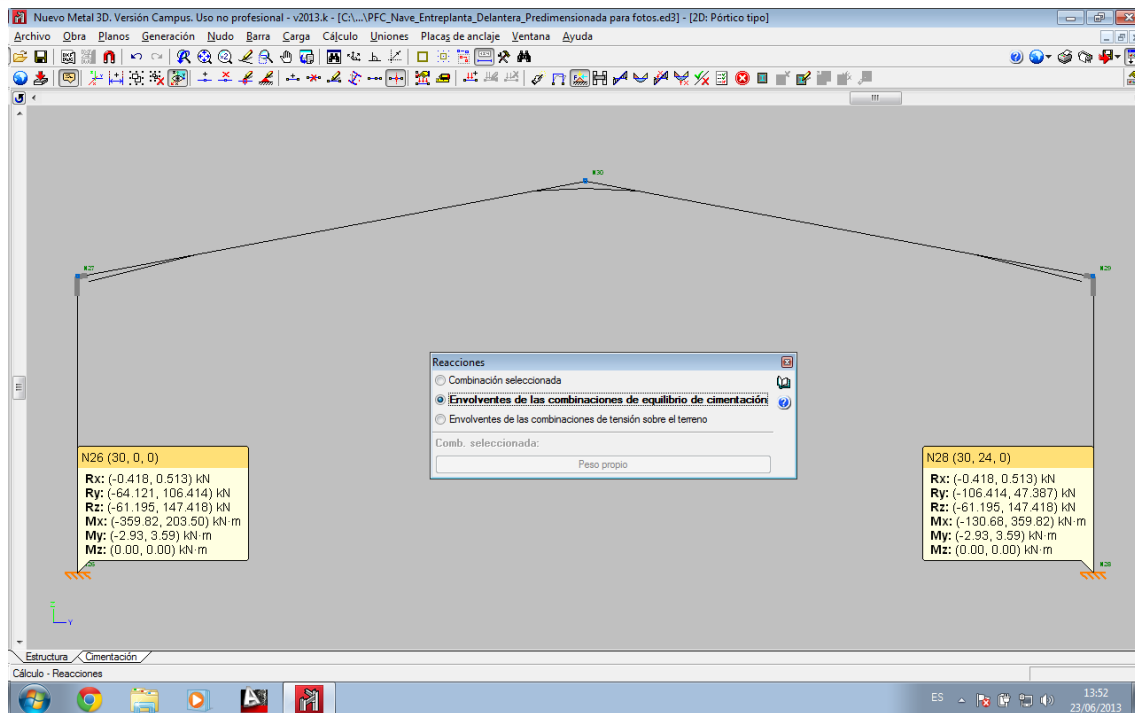 Nuevo Metal 3D. Versión Campus. Uso no profesional - v2013.k - [C:\...\PFC_Nave_Entreplanta_Delantera_Predimensionada para fotos.ed3] - [2D: Pórtico tipo]
Archivo Obra Planos Generación Nudo Barra Carga Cálculo Uniones Placas de anclaje Ventana Ayuda
N30
N27
N29
Reacciones
Combinación seleccionada
Envolventes de las combinaciones de equilibrio de cimentación
Envolventes de las combinaciones de tensión sobre el terreno
Comb. seleccionada:
Peso propio
N26 (30, 0, 0)
Rx: (-0.418, 0.513) kN
Ry: (-64.121, 106.414) kN
Rz: (-61.195, 147.418) kN
Mx: (-359.82, 203.50) kN·m
My: (-2.93, 3.59) kN·m
Mz: (0.00, 0.00) kN·m
N28 (30, 24, 0)
Rx: (-0.418, 0.513) kN
Ry: (-106.414, 47.387) kN
Rz: (-61.195, 147.418) kN
Mx: (-130.68, 359.82) kN·m
My: (-2.93, 3.59) kN·m
Mz: (0.00, 0.00) kN·m
N28
Y
Estructura Cimentación
Cálculo - Reacciones
ES
13:52
23/06/2013